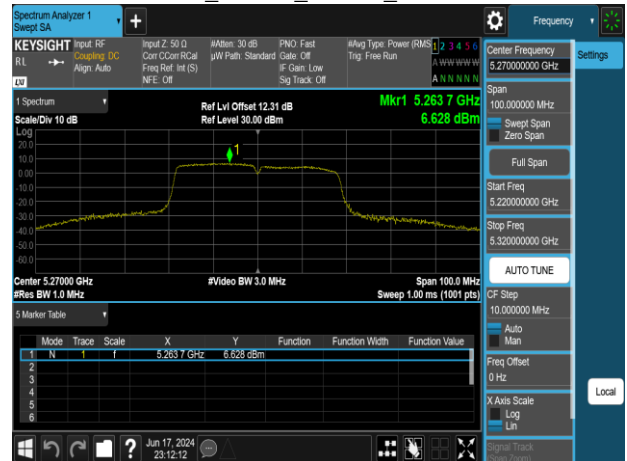 Spectrum Analyzer 1
Swept SA
Frequency
KEYSIGHT
RL
Input: RF
Coupling: DC
Align: Auto
Input Z: 50 Ω
Corr CCorr RCal
Freq Ref: Int (S)
NFE: Off
#Atten: 30 dB
µW Path: Standard
PNO: Fast
Gate: Off
IF Gain: Low
Sig Track: Off
#Avg Type: Power (RMS
Trig: Free Run
1 2 3 4 5 6
A W W W W W
A N N N N N
LXI
1 Spectrum
Scale/Div 10 dB
Log
Ref Lvl Offset 12.31 dB
Ref Level 30.00 dBm
Mkr1 5.263 7 GHz
6.628 dBm
1
20.0
10.0
0.00
-10.0
-20.0
-30.0
-40.0
-50.0
-60.0
Center 5.27000 GHz
#Res BW 1.0 MHz
#Video BW 3.0 MHz
Span 100.0 MHz
Sweep 1.00 ms (1001 pts)
5 Marker Table
Mode Trace Scale X Y Function Function Width Function Value
1 N 1 f 5.263 7 GHz 6.628 dBm
2
3
4
5
6
Jun 17, 2024
23:12:12
?
Center Frequency
5.270000000 GHz
Span
100.000000 MHz
Swept Span
Zero Span
Full Span
Start Freq
5.220000000 GHz
Stop Freq
5.320000000 GHz
AUTO TUNE
CF Step
10.000000 MHz
Auto
Man
Freq Offset
0 Hz
X Axis Scale
Log
Lin
Signal Track
(Span Zoom)
Settings
Local